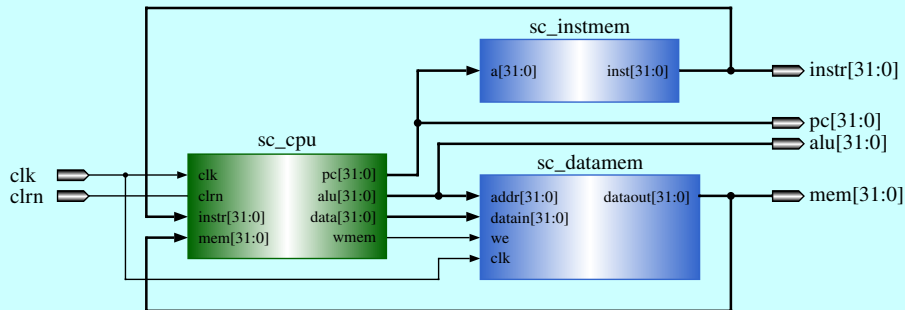 sc_instmem
a[31:0] inst[31:0] instr[31:0]
pc[31:0]
sc_cpu
alu[31:0]
sc_datamem
clk clk pc[31:0]
clrn clrn alu[31:0] addr[31:0] dataout[31:0] mem[31:0]
instr[31:0] data[31:0] datain[31:0]
mem[31:0] wmem we
clk